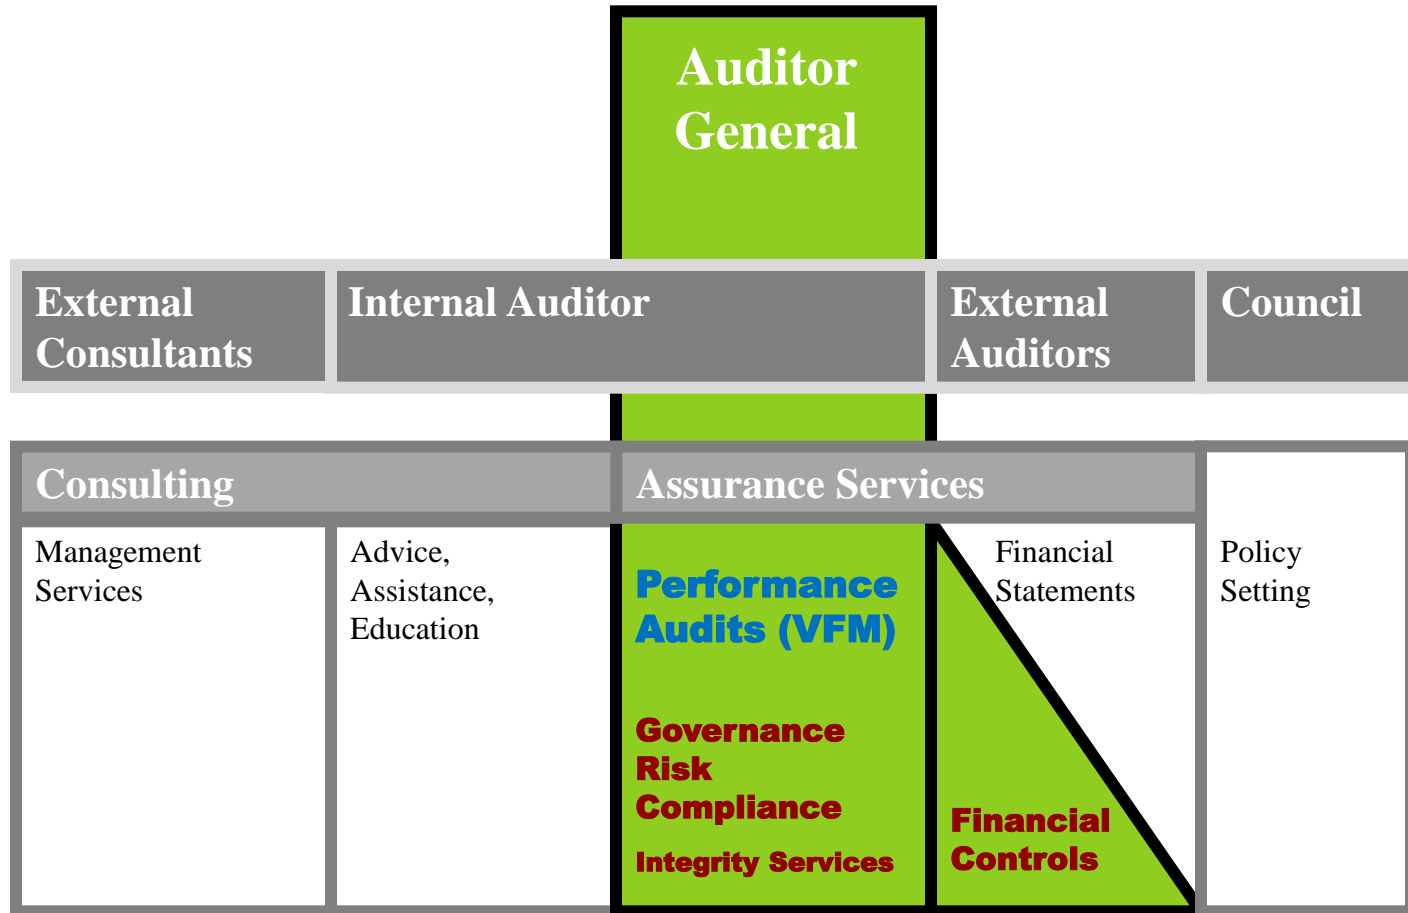 Auditor
General
External
Consultants
Internal Auditor
External
Auditors
Council
Consulting
Assurance Services
Management
Services
Advice,
Assistance,
Education
Performance
Audits (VFM)
Governance
Risk
Compliance
Integrity Services
Financial
Statements
Financial
Controls
Policy
Setting